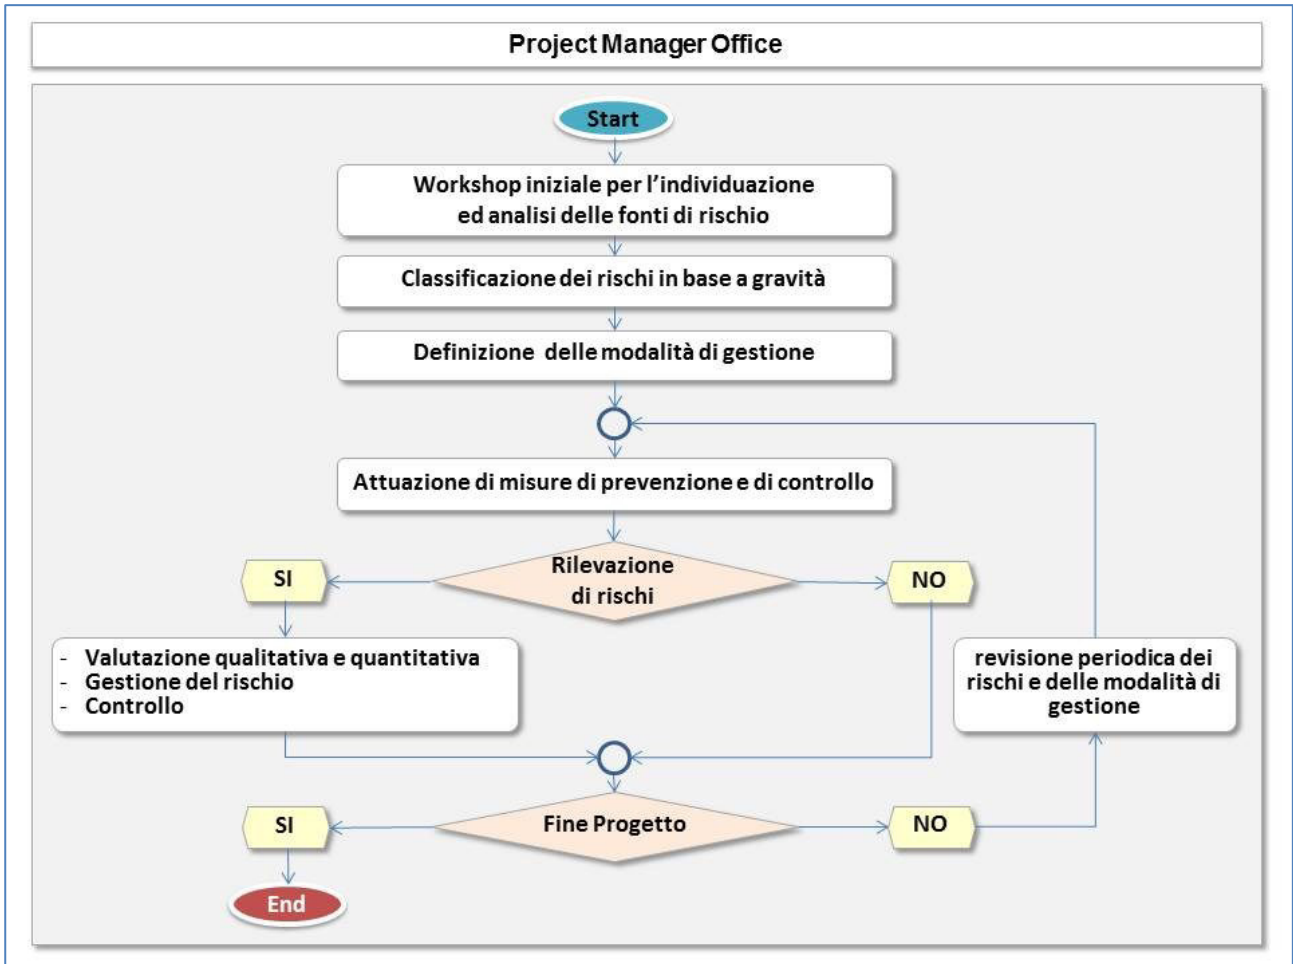 Project Manager Office
Start
Workshop iniziale per l'individuazione
ed analisi delle fonti di rischio
Classificazione dei rischi in base a gravità
Definizione delle modalità di gestione
Attuazione di misure di prevenzione e di controllo
Rilevazione
di rischi
SI
NO
- Valutazione qualitativa e quantitativa
- Gestione del rischio
- Controllo
revisione periodica dei
rischi e delle modalità di
gestione
Fine Progetto
SI
NO
End